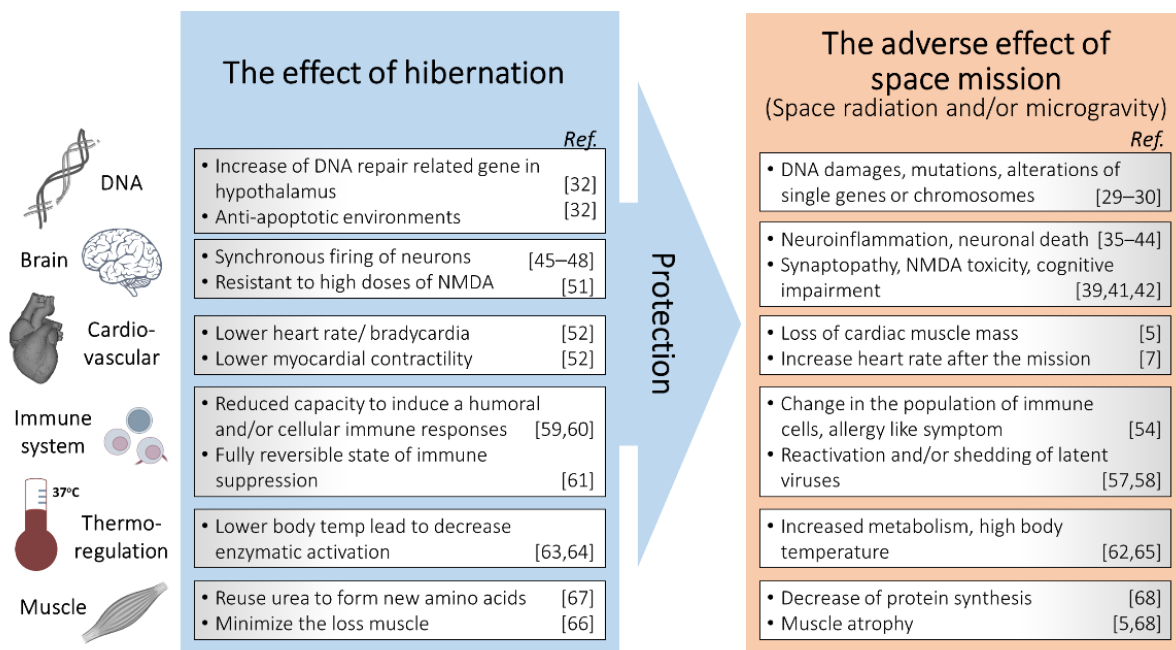 The effect of hibernation
The adverse effect of
space mission
(Space radiation and/or microgravity)
Ref.
Ref.
DNA
• Increase of DNA repair related gene in
hypothalamus [32]
• Anti-apoptotic environments [32]
• DNA damages, mutations, alterations of
single genes or chromosomes [29–30]
Brain
• Synchronous firing of neurons [45–48]
• Resistant to high doses of NMDA [51]
• Neuroinflammation, neuronal death [35–44]
• Synaptopathy, NMDA toxicity, cognitive
impairment [39,41,42]
Protection
Cardio-
vascular
• Lower heart rate/ bradycardia [52]
• Lower myocardial contractility [52]
• Loss of cardiac muscle mass [5]
• Increase heart rate after the mission [7]
Immune
system
• Reduced capacity to induce a humoral
and/or cellular immune responses [59,60]
• Fully reversible state of immune
suppression [61]
• Change in the population of immune
cells, allergy like symptom [54]
• Reactivation and/or shedding of latent
viruses [57,58]
37°C
Thermo-
regulation
• Lower body temp lead to decrease
enzymatic activation [63,64]
• Increased metabolism, high body
temperature [62,65]
Muscle
• Reuse urea to form new amino acids [67]
• Minimize the loss muscle [66]
• Decrease of protein synthesis [68]
• Muscle atrophy [5,68]